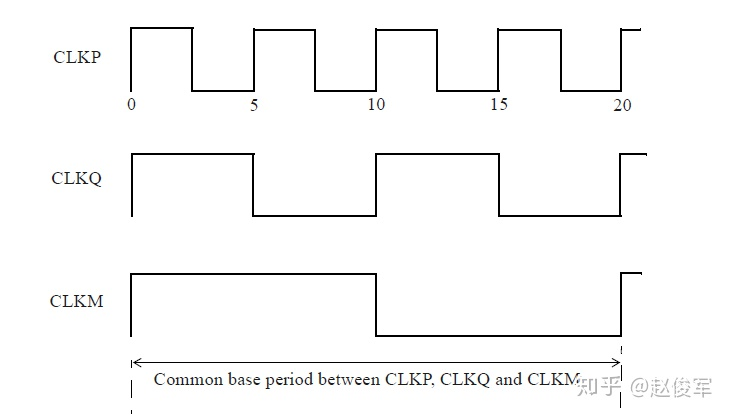 CLKP
0 5 10 15 20
CLKQ
CLKM
Common base period between CLKP, CLKQ and CLKM
知乎 @赵俊军